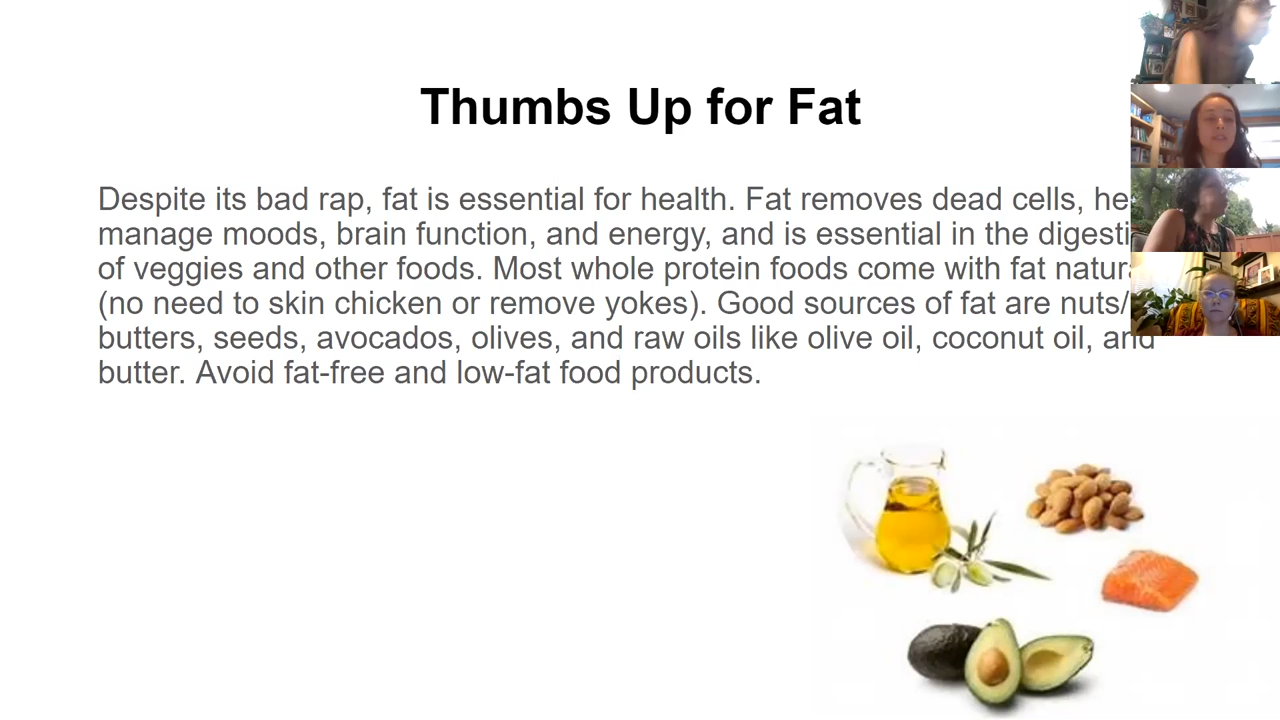 Thumbs Up for Fat
Despite its bad rap, fat is essential for health. Fat removes dead cells,
manage moods, brain function, and energy, and is essential in the
of veggies and other foods. Most whole protein foods come with fat
(no need to skin chicken or remove yokes). Good sources of fat are nuts/
butters, seeds, avocados, olives, and raw oils like olive oil, coconut oil, and
butter. Avoid fat-free and low-fat food products.